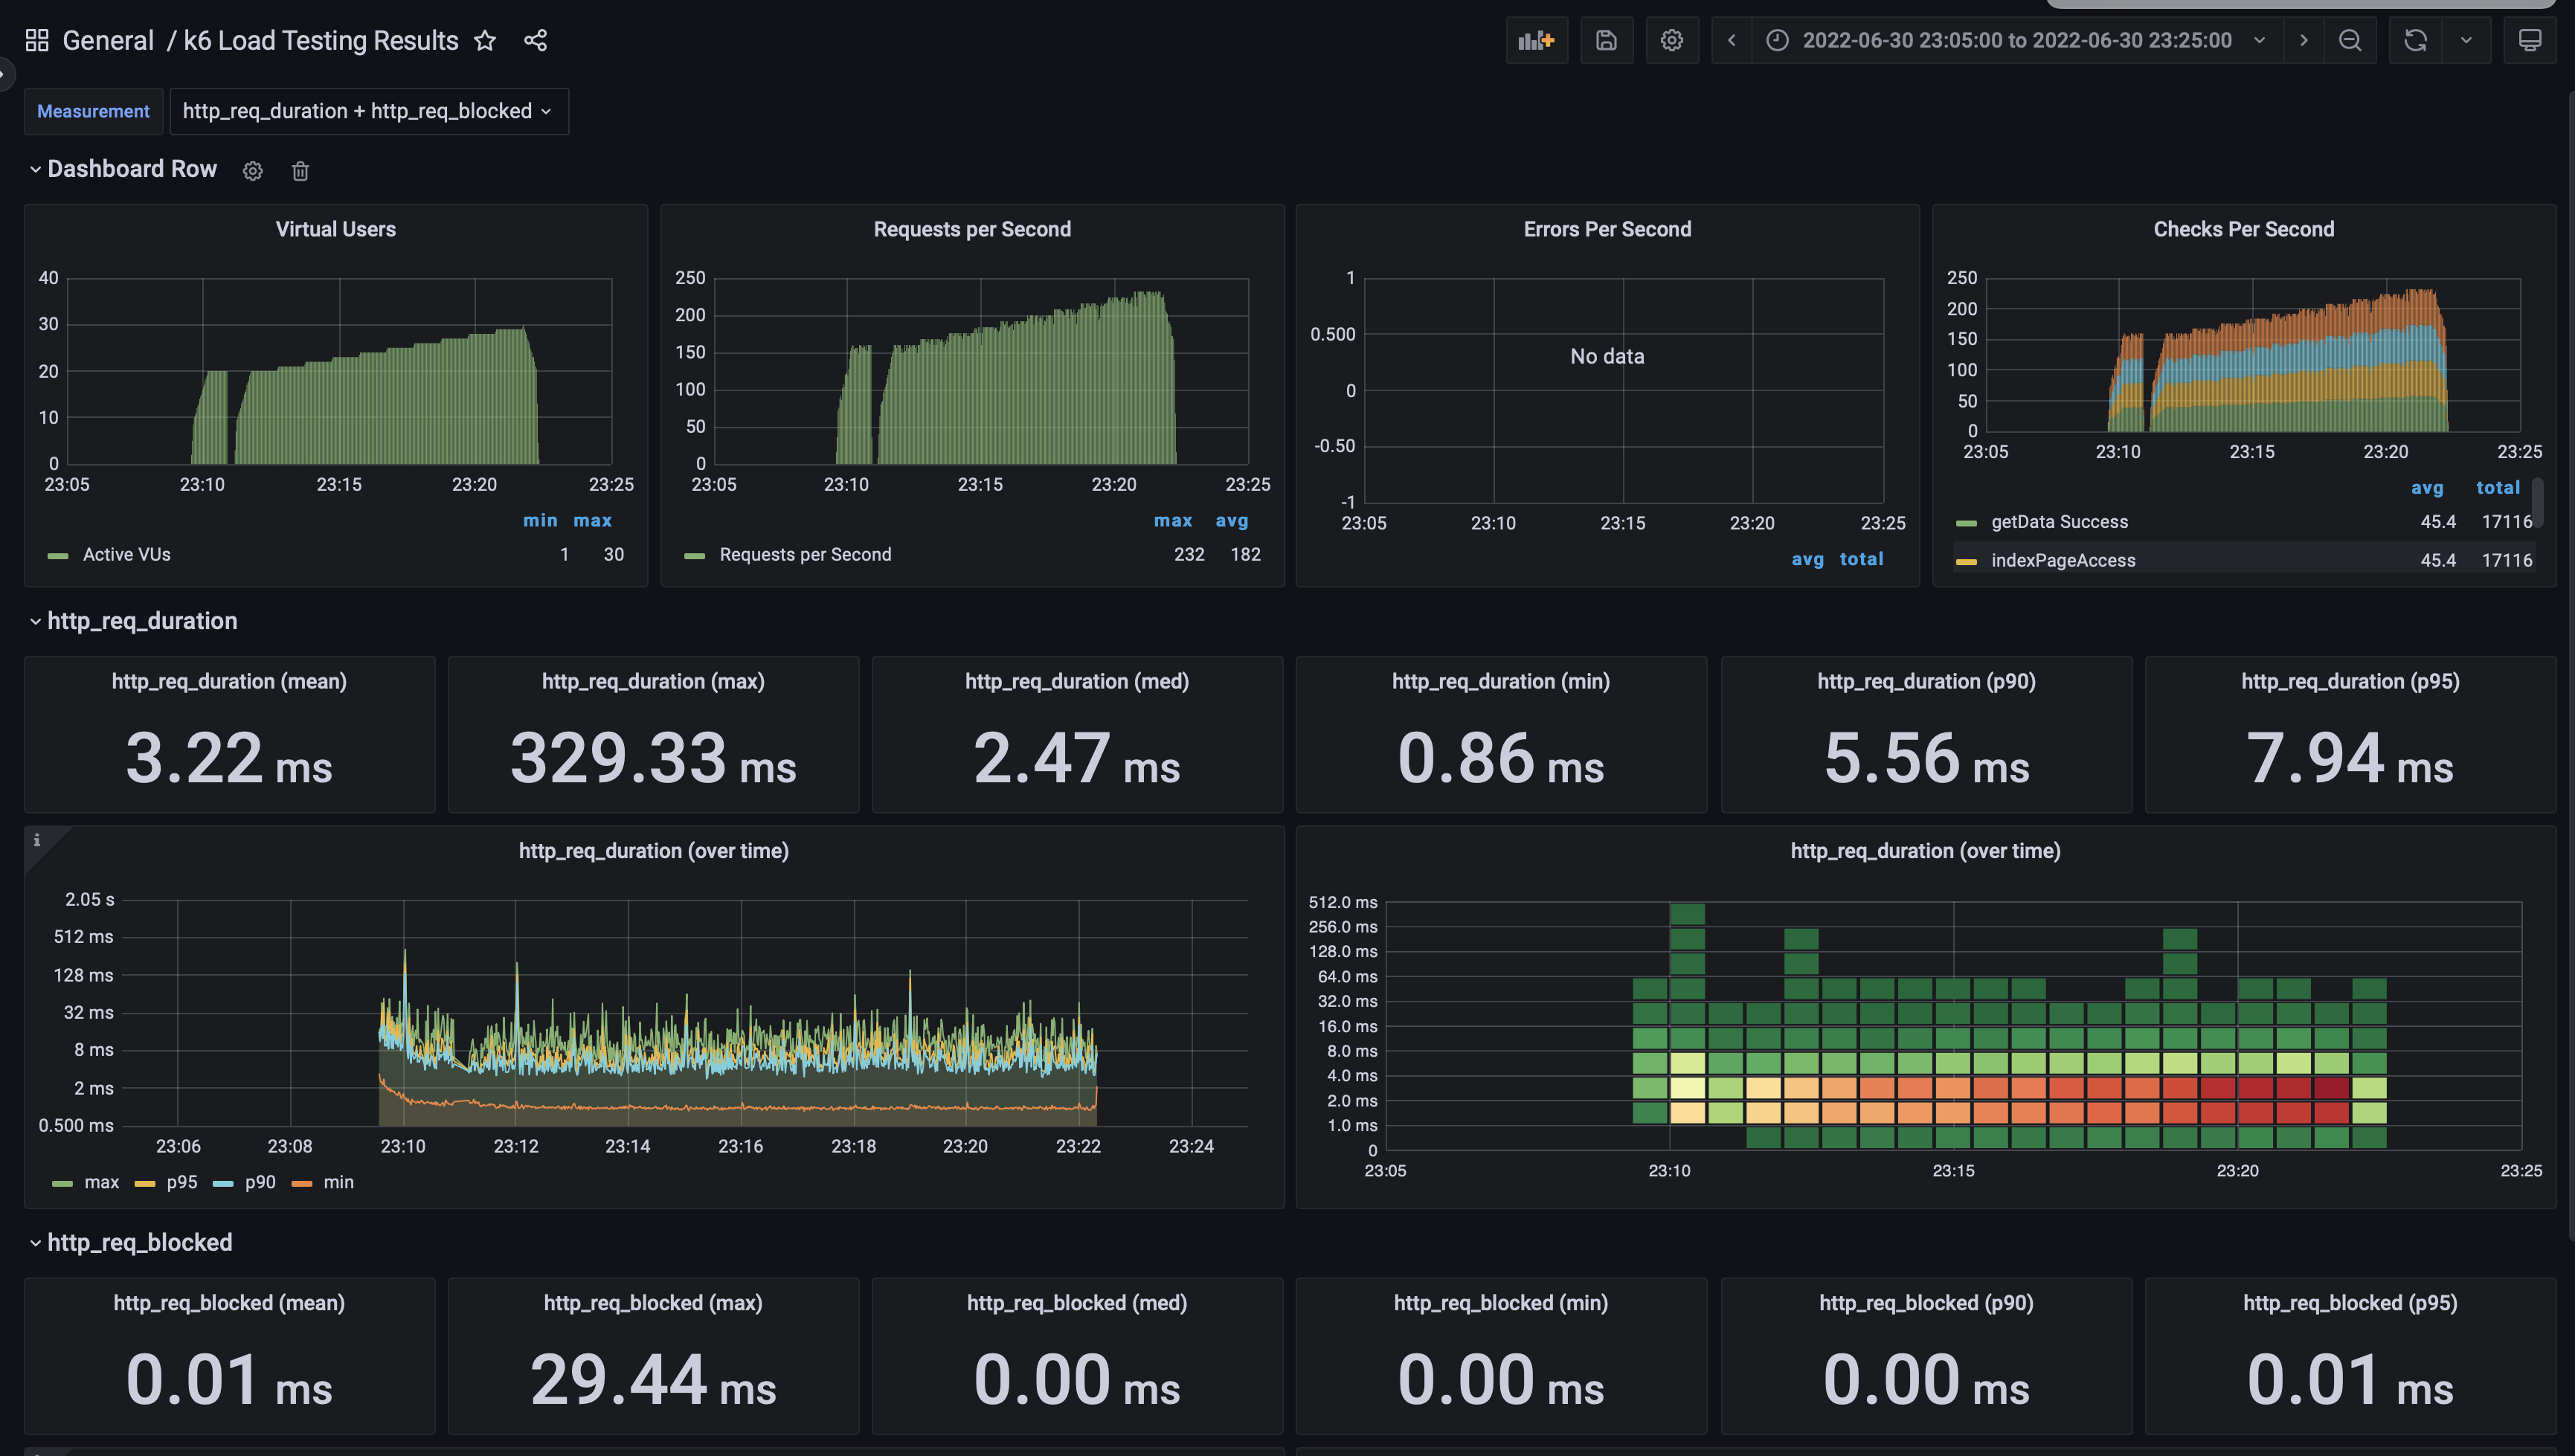 General / k6 Load Testing Results
2022-06-30 23:05:00 to 2022-06-30 23:25:00
Measurement
http_req_duration + http_req_blocked
Dashboard Row
Virtual Users
40
30
20
10
0
23:05 23:10 23:15 23:20 23:25
min max
Active VUs 1 30
Requests per Second
250
200
150
100
50
0
23:05 23:10 23:15 23:20 23:25
max avg
Requests per Second 232 182
Errors Per Second
1
0.500
0
-0.50
-1
No data
23:05 23:10 23:15 23:20 23:25
avg total
Checks Per Second
250
200
150
100
50
0
23:05 23:10 23:15 23:20 23:25
avg total
getData Success 45.4 17116
indexPageAccess 45.4 17116
http_req_duration
http_req_duration (mean)
3.22 ms
http_req_duration (max)
329.33 ms
http_req_duration (med)
2.47 ms
http_req_duration (min)
0.86 ms
http_req_duration (p90)
5.56 ms
http_req_duration (p95)
7.94 ms
i
http_req_duration (over time)
2.05 s
512 ms
128 ms
32 ms
8 ms
2 ms
0.500 ms
23:06 23:08 23:10 23:12 23:14 23:16 23:18 23:20 23:22 23:24
max p95 p90 min
http_req_duration (over time)
512.0 ms
256.0 ms
128.0 ms
64.0 ms
32.0 ms
16.0 ms
8.0 ms
4.0 ms
2.0 ms
1.0 ms
0
23:05 23:10 23:15 23:20 23:25
http_req_blocked
http_req_blocked (mean)
0.01 ms
http_req_blocked (max)
29.44 ms
http_req_blocked (med)
0.00 ms
http_req_blocked (min)
0.00 ms
http_req_blocked (p90)
0.00 ms
http_req_blocked (p95)
0.01 ms